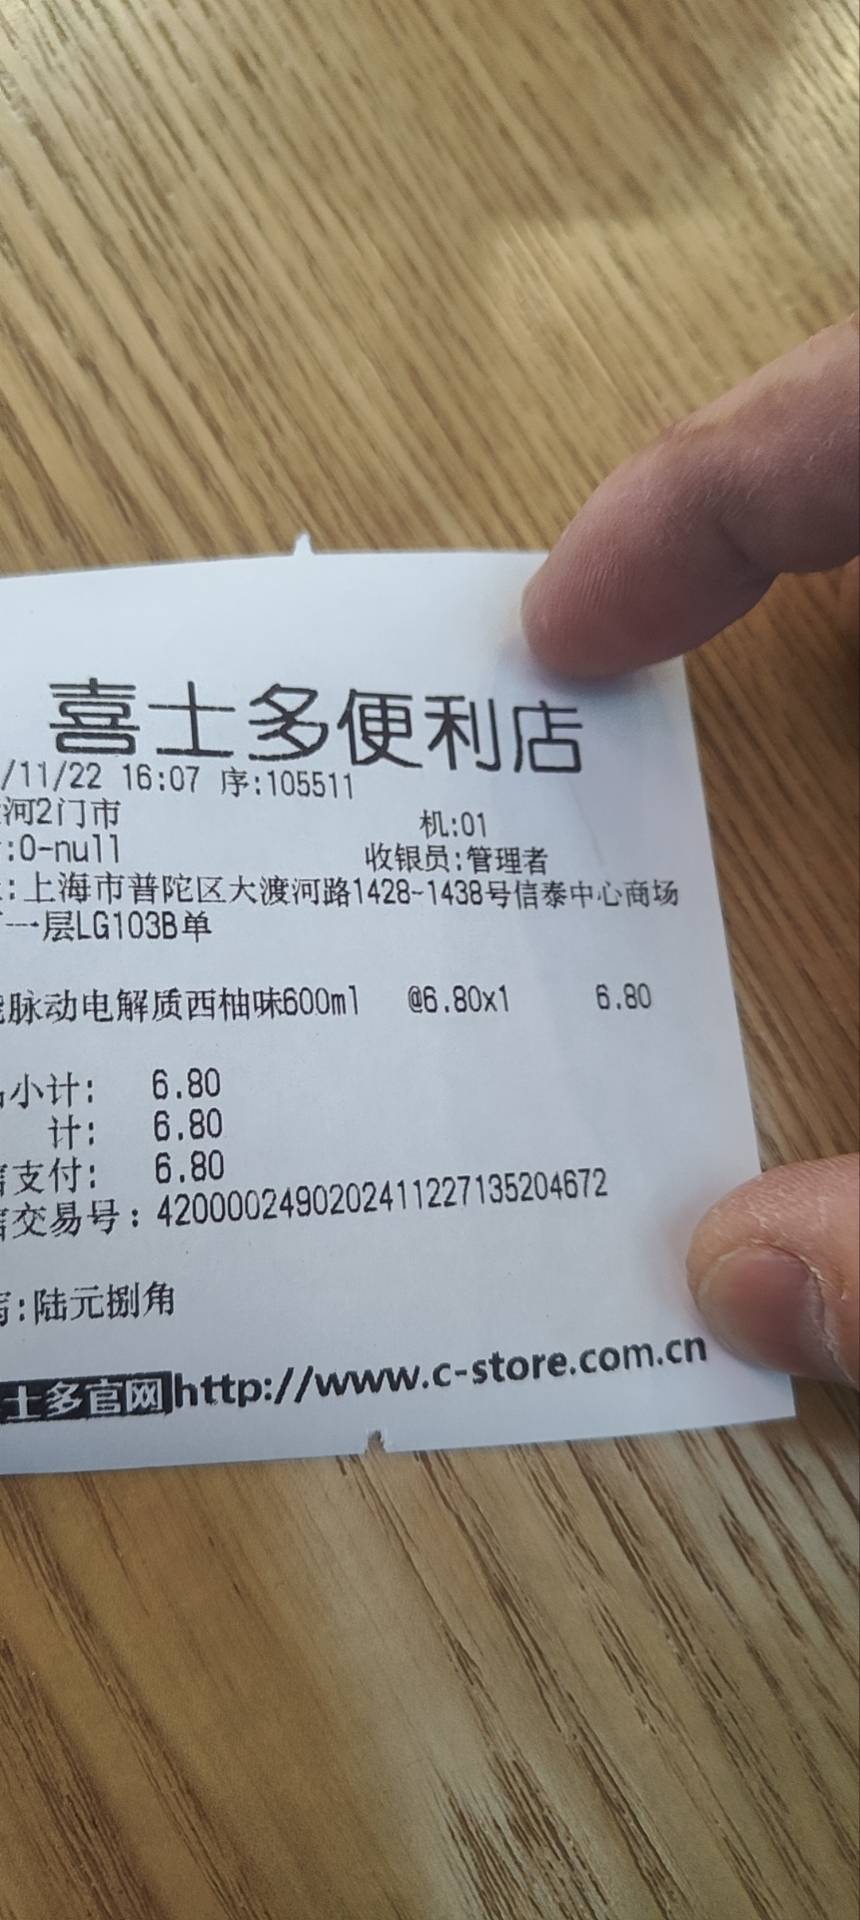 喜士多便利店
/11/22 16:07 序:105511
河2门市
机:01
:0-null
收银员:管理者
:上海市普陀区大渡河路1428-1438号信泰中心商场
一层LG103B单
脉动电解质西柚味600ml @6.80x1 6.80
小计: 6.80
计: 6.80
支付: 6.80
交易号:4200002490202411227135204672
:陆元捌角
士多官网http://www.c-store.com.cn